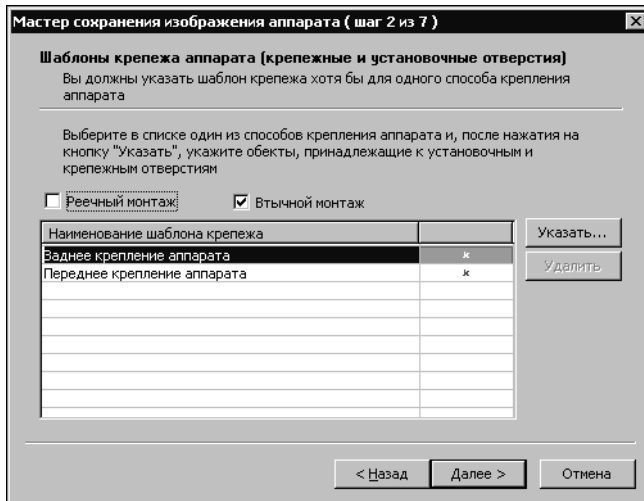 Мастер сохранения изображения аппарата ( шаг 2 из 7 )
Шаблоны крепежа аппарата (крепежные и установочные отверстия)
Вы должны указать шаблон крепежа хотя бы для одного способа крепления
аппарата
Выберите в списке один из способов крепления аппарата и, после нажатия на
кнопку "Указать", укажите обекты, принадлежащие к установочным и
крепежным отверстиям
Реечный монтаж Втычной монтаж
Наименование шаблона крепежа Указать...
Заднее крепление аппарата
Удалить
Переднее крепление аппарата
< Назад Далее > Отмена